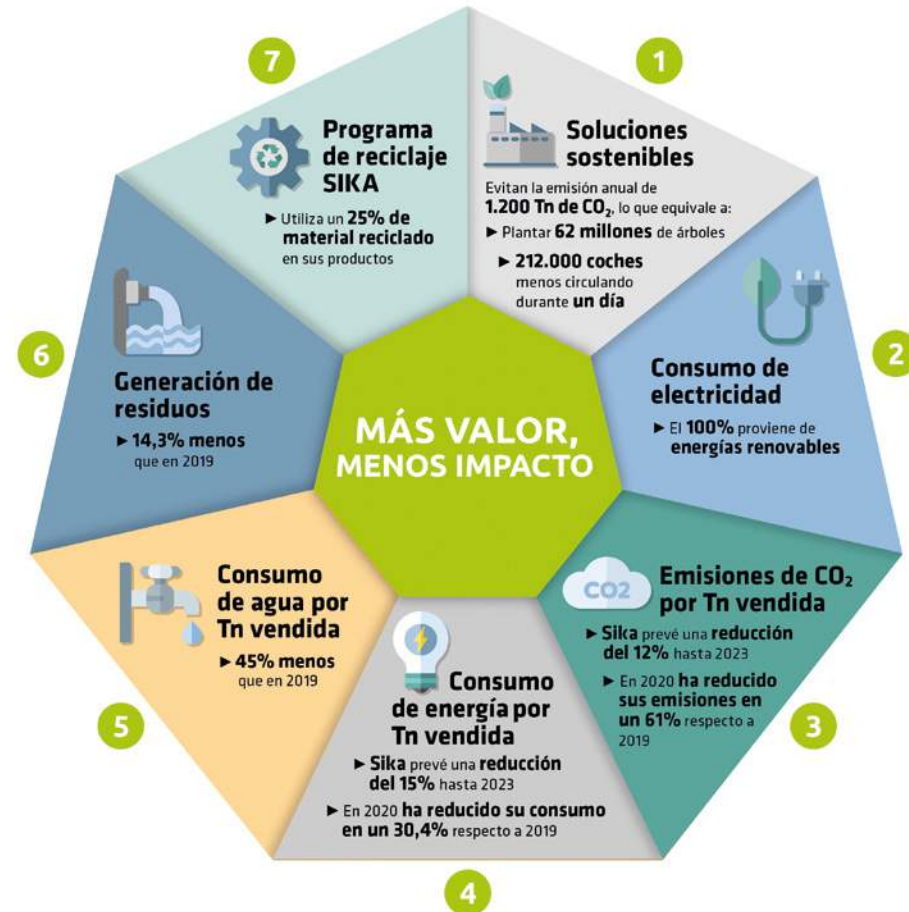 1
Soluciones
sostenibles
Evitan la emisión anual de
1.200 Tn de CO₂, lo que equivale a:
► Plantar 62 millones de árboles
► 212.000 coches
menos circulando
durante un día
2
Consumo de
electricidad
► El 100% proviene de
energías renovables
3
CO2
Emisiones de CO₂
por Tn vendida
► Sika prevé una reducción
del 12% hasta 2023
► En 2020 ha reducido
sus emisiones en
un 61% respecto a
2019
4
Consumo
de energía por
Tn vendida
► Sika prevé una reducción
del 15% hasta 2023
► En 2020 ha reducido su consumo
en un 30,4% respecto a 2019
5
Consumo
de agua por
Tn vendida
► 45% menos
que en 2019
6
Generación de
residuos
► 14,3% menos
que en 2019
7
Programa
de reciclaje
SIKA
► Utiliza un 25% de
material reciclado
en sus productos
MÁS VALOR,
MENOS IMPACTO